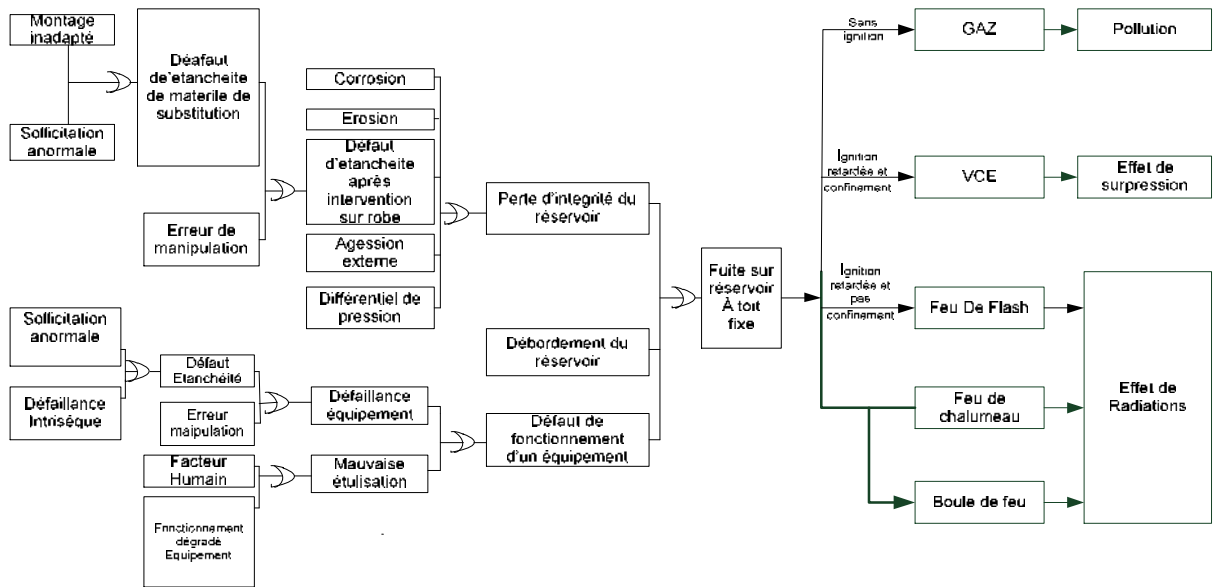 Montage
inadapté
Sollicitation
anormale
Déafaut
de'etancheite
de materile de
substitution
Erreur de
manipulation
Corrosion
Erosion
Défaut
d'etancheite
après
intervention
sur robe
Agession
externe
Différentiel de
pression
Sollicitation
anormale
Défaillance
Intriséque
Défaut
Etanchéité
Erreur
maipulation
Facteur
Humain
Fonctionnement
dégradé
Equipement
Défaillance
équipement
Mauvaise
étulisation
Perte d'integrité du
réservoir
Débordement du
réservoir
Défaut de
fonctionnement
d'un équipement
Fuite sur
réservoir
À toit
fixe
Sans
ignition
GAZ
Pollution
Ignition
retardée et
confinement
VCE
Effet de
surpression
Ignition
retardée et
pas
confinement
Feu De Flash
Feu de
chalumeau
Boule de feu
Effet de
Radiations